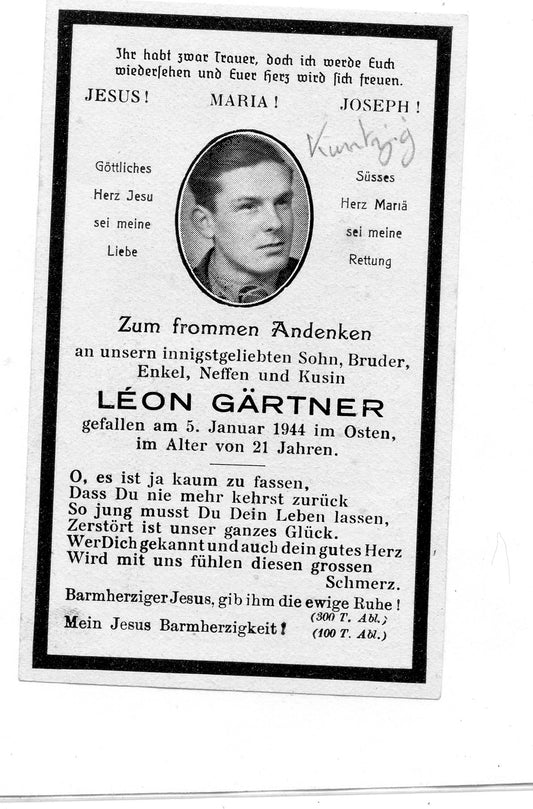 Ihr habt zwar Trauer, doch ich werde Euch
wiedersehen und Euer Herz wird sich freuen.
JESUS! MARIA! JOSEPH!
Kuntzig
Göttliches
Herz Jesu
sei meine
Liebe
Süsses
Herz Mariä
sei meine
Rettung
Zum frommen Andenken
an unsern innigstgeliebten Sohn, Bruder,
Enkel, Neffen und Kusin
LÉON GÄRTNER
gefallen am 5. Januar 1944 im Osten,
im Alter von 21 Jahren.
O, es ist ja kaum zu fassen,
Dass Du nie mehr kehrst zurück
So jung musst Du Dein Leben lassen,
Zerstört ist unser ganzes Glück.
Wer Dich gekannt und auch dein gutes Herz
Wird mit uns fühlen diesen grossen
Schmerz.
Barmherziger Jesus, gib ihm die ewige Ruhe!
(300 T. Abl.;
Mein Jesus Barmherzigkeit! (100 T. Abl.)